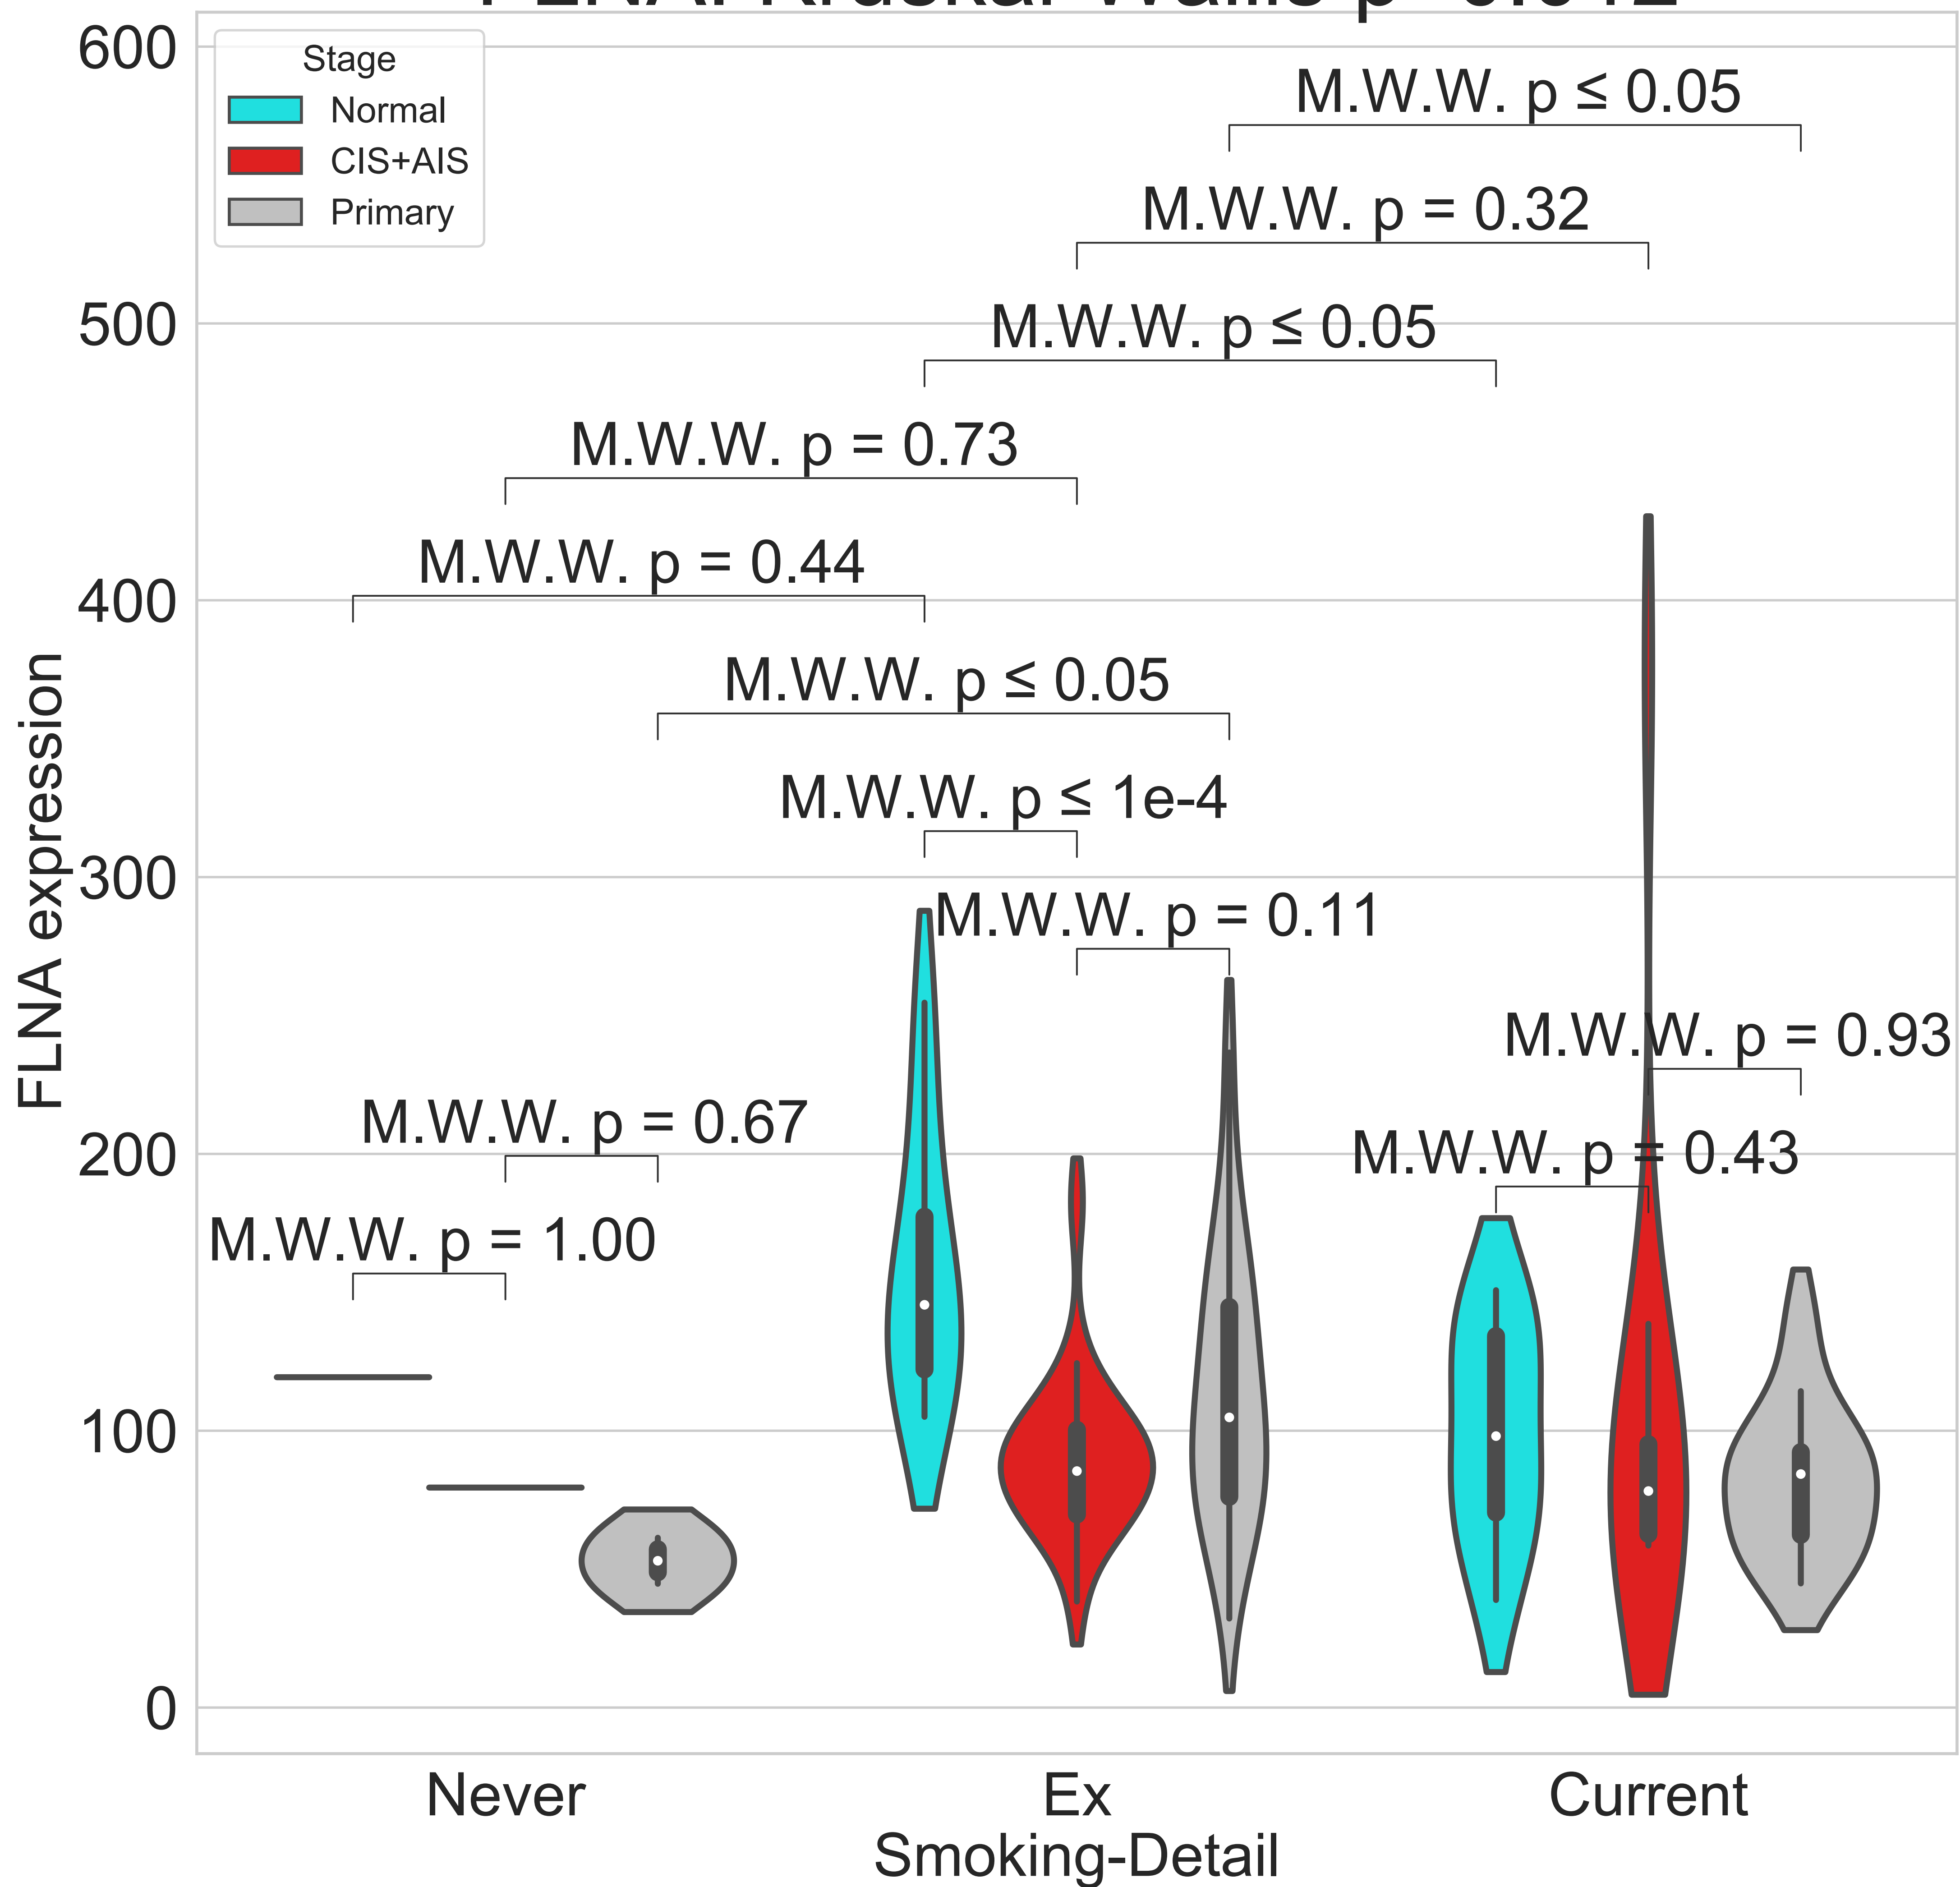 600
500
400
300
200
100
0
FLNA expression
Stage
Normal
CIS+AIS
Primary
M.W.W. p ≤ 0.05
M.W.W. p = 0.32
M.W.W. p ≤ 0.05
M.W.W. p = 0.73
M.W.W. p = 0.44
M.W.W. p ≤ 0.05
M.W.W. p ≤ 1e-4
M.W.W. p = 0.11
M.W.W. p = 0.93
M.W.W. p = 0.67
M.W.W. p = 0.43
M.W.W. p = 1.00
Never
Ex
Current
Smoking-Detail